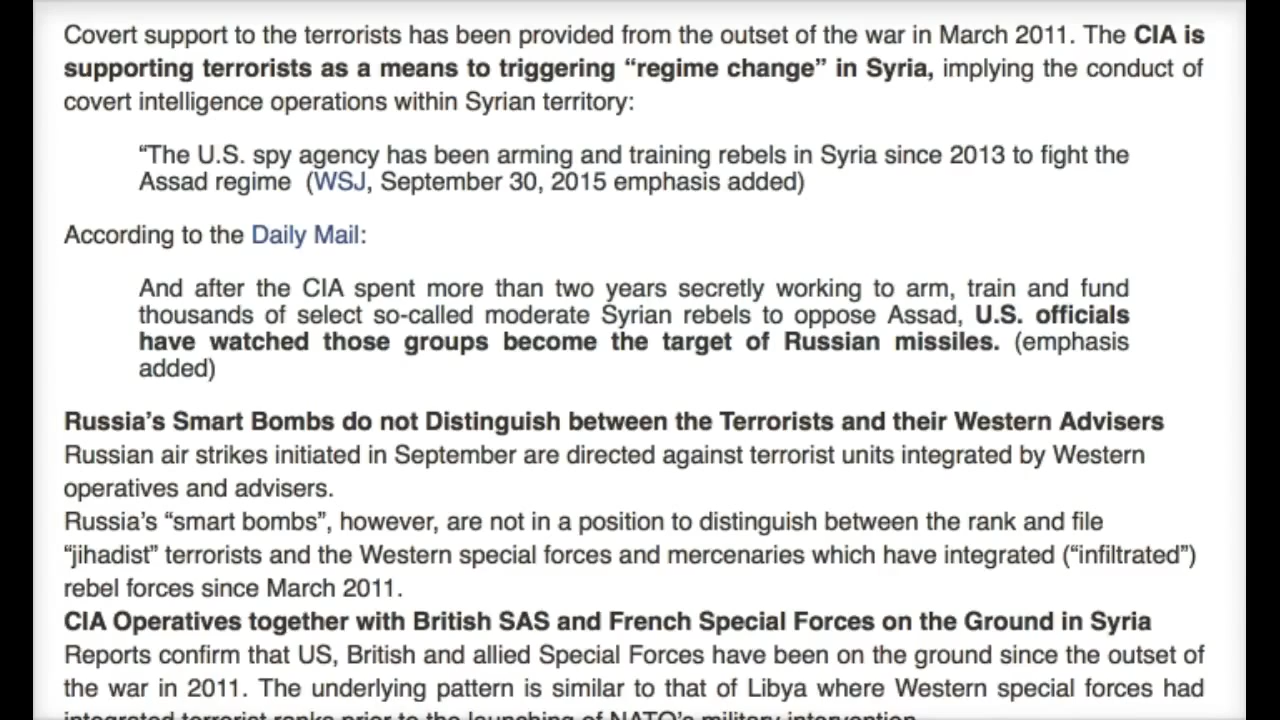 Covert support to the terrorists has been provided from the outset of the war in March 2011. The CIA is
supporting terrorists as a means to triggering “regime change” in Syria, implying the conduct of
covert intelligence operations within Syrian territory:
“The U.S. spy agency has been arming and training rebels in Syria since 2013 to fight the
Assad regime (WSJ, September 30, 2015 emphasis added)
According to the Daily Mail:
And after the CIA spent more than two years secretly working to arm, train and fund
thousands of select so-called moderate Syrian rebels to oppose Assad, U.S. officials
have watched those groups become the target of Russian missiles. (emphasis
added)
Russia’s Smart Bombs do not Distinguish between the Terrorists and their Western Advisers
Russian air strikes initiated in September are directed against terrorist units integrated by Western
operatives and advisers.
Russia’s “smart bombs”, however, are not in a position to distinguish between the rank and file
“jihadist” terrorists and the Western special forces and mercenaries which have integrated (“infiltrated”)
rebel forces since March 2011.
CIA Operatives together with British SAS and French Special Forces on the Ground in Syria
Reports confirm that US, British and allied Special Forces have been on the ground since the outset of
the war in 2011. The underlying pattern is similar to that of Libya where Western special forces had
integrated terrorist ranks prior to the launching of NATO’s military intervention